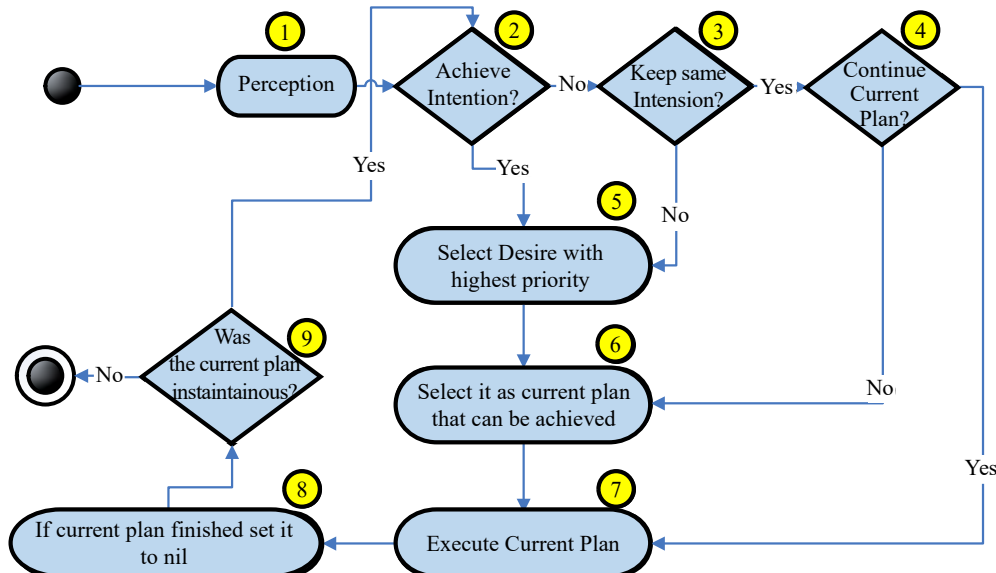 1
Perception
2
Achieve
Intention?
No
3
Keep same
Intension?
Yes
4
Continue
Current
Plan?
Yes
Yes
No
No
Yes
5
Select Desire with
highest priority
6
Select it as current plan
that can be achieved
7
Execute Current Plan
8
If current plan finished set it
to nil
9
Was
the current plan
instaintainous?
No